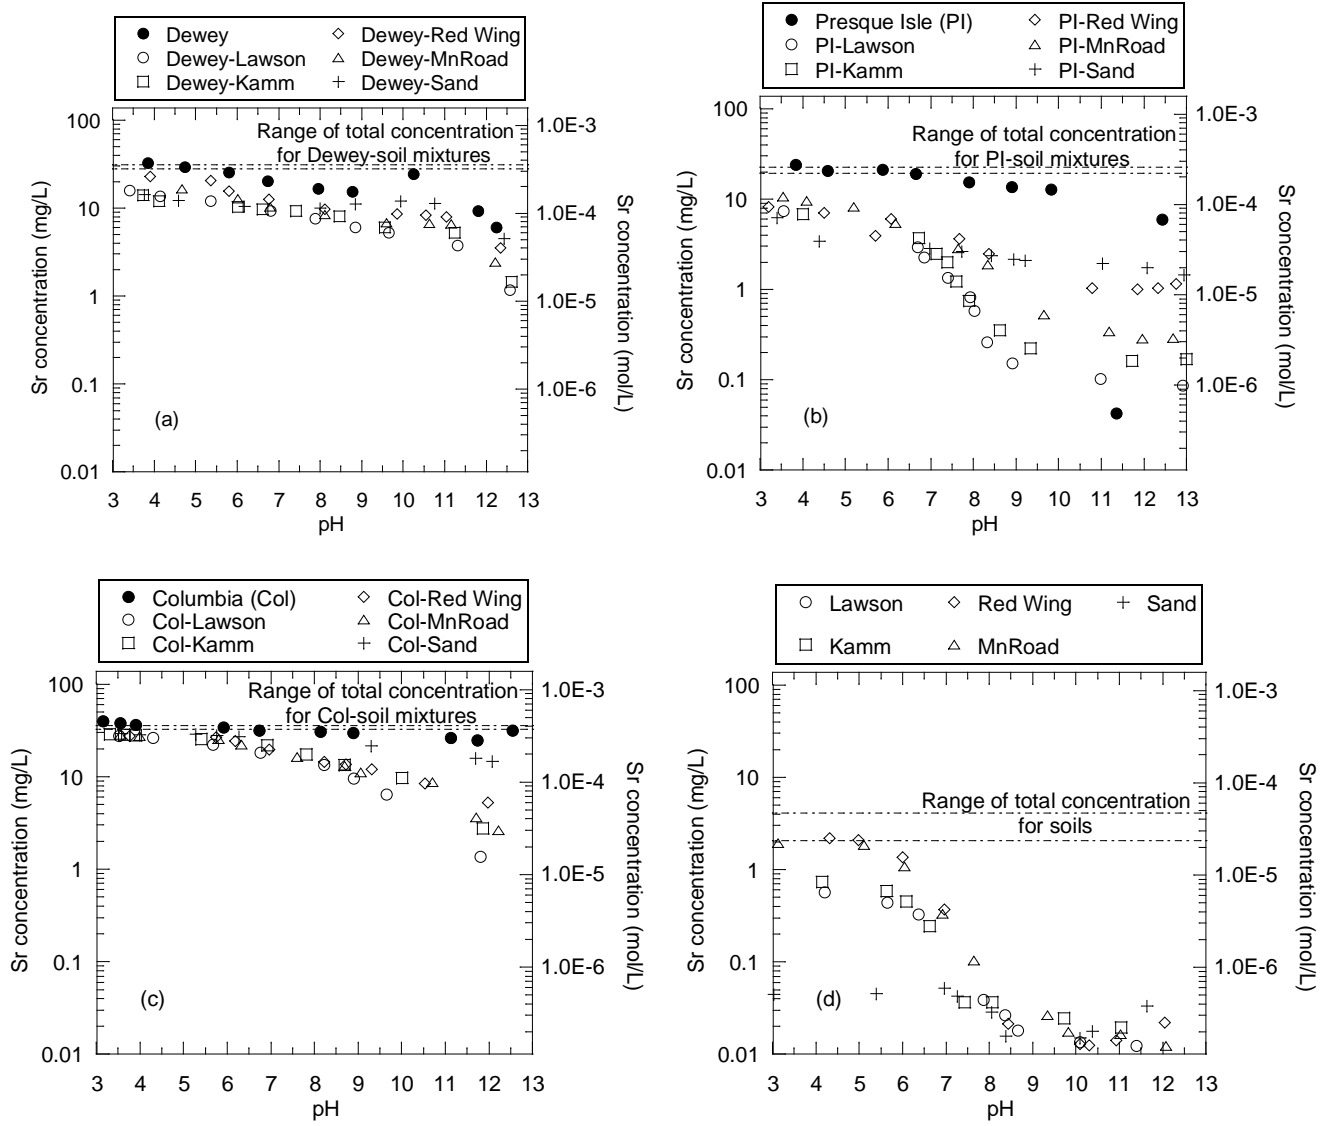 Dewey
Dewey-Lawson
Dewey-Kamm
Dewey-Red Wing
Dewey-MnRoad
Dewey-Sand
Range of total concentration
for Dewey-soil mixtures
(a)
100
10
1
0.1
0.01
Sr concentration (mg/L)
1.0E-3
1.0E-4
1.0E-5
1.0E-6
Sr concentration (mol/L)
3 4 5 6 7 8 9 10 11 12 13
pH
Presque Isle (PI)
PI-Lawson
PI-Kamm
PI-Red Wing
PI-MnRoad
PI-Sand
Range of total concentration
for PI-soil mixtures
(b)
100
10
1
0.1
0.01
Sr concentration (mg/L)
1.0E-3
1.0E-4
1.0E-5
1.0E-6
Sr concentration (mol/L)
3 4 5 6 7 8 9 10 11 12 13
pH
Columbia (Col)
Col-Lawson
Col-Kamm
Col-Red Wing
Col-MnRoad
Col-Sand
Range of total concentration
for Col-soil mixtures
(c)
100
10
1
0.1
0.01
Sr concentration (mg/L)
1.0E-3
1.0E-4
1.0E-5
1.0E-6
Sr concentration (mol/L)
3 4 5 6 7 8 9 10 11 12 13
pH
Lawson
Kamm
Red Wing
MnRoad
Sand
Range of total concentration
for soils
(d)
100
10
1
0.1
0.01
Sr concentration (mg/L)
1.0E-3
1.0E-4
1.0E-5
1.0E-6
Sr concentration (mol/L)
3 4 5 6 7 8 9 10 11 12 13
pH